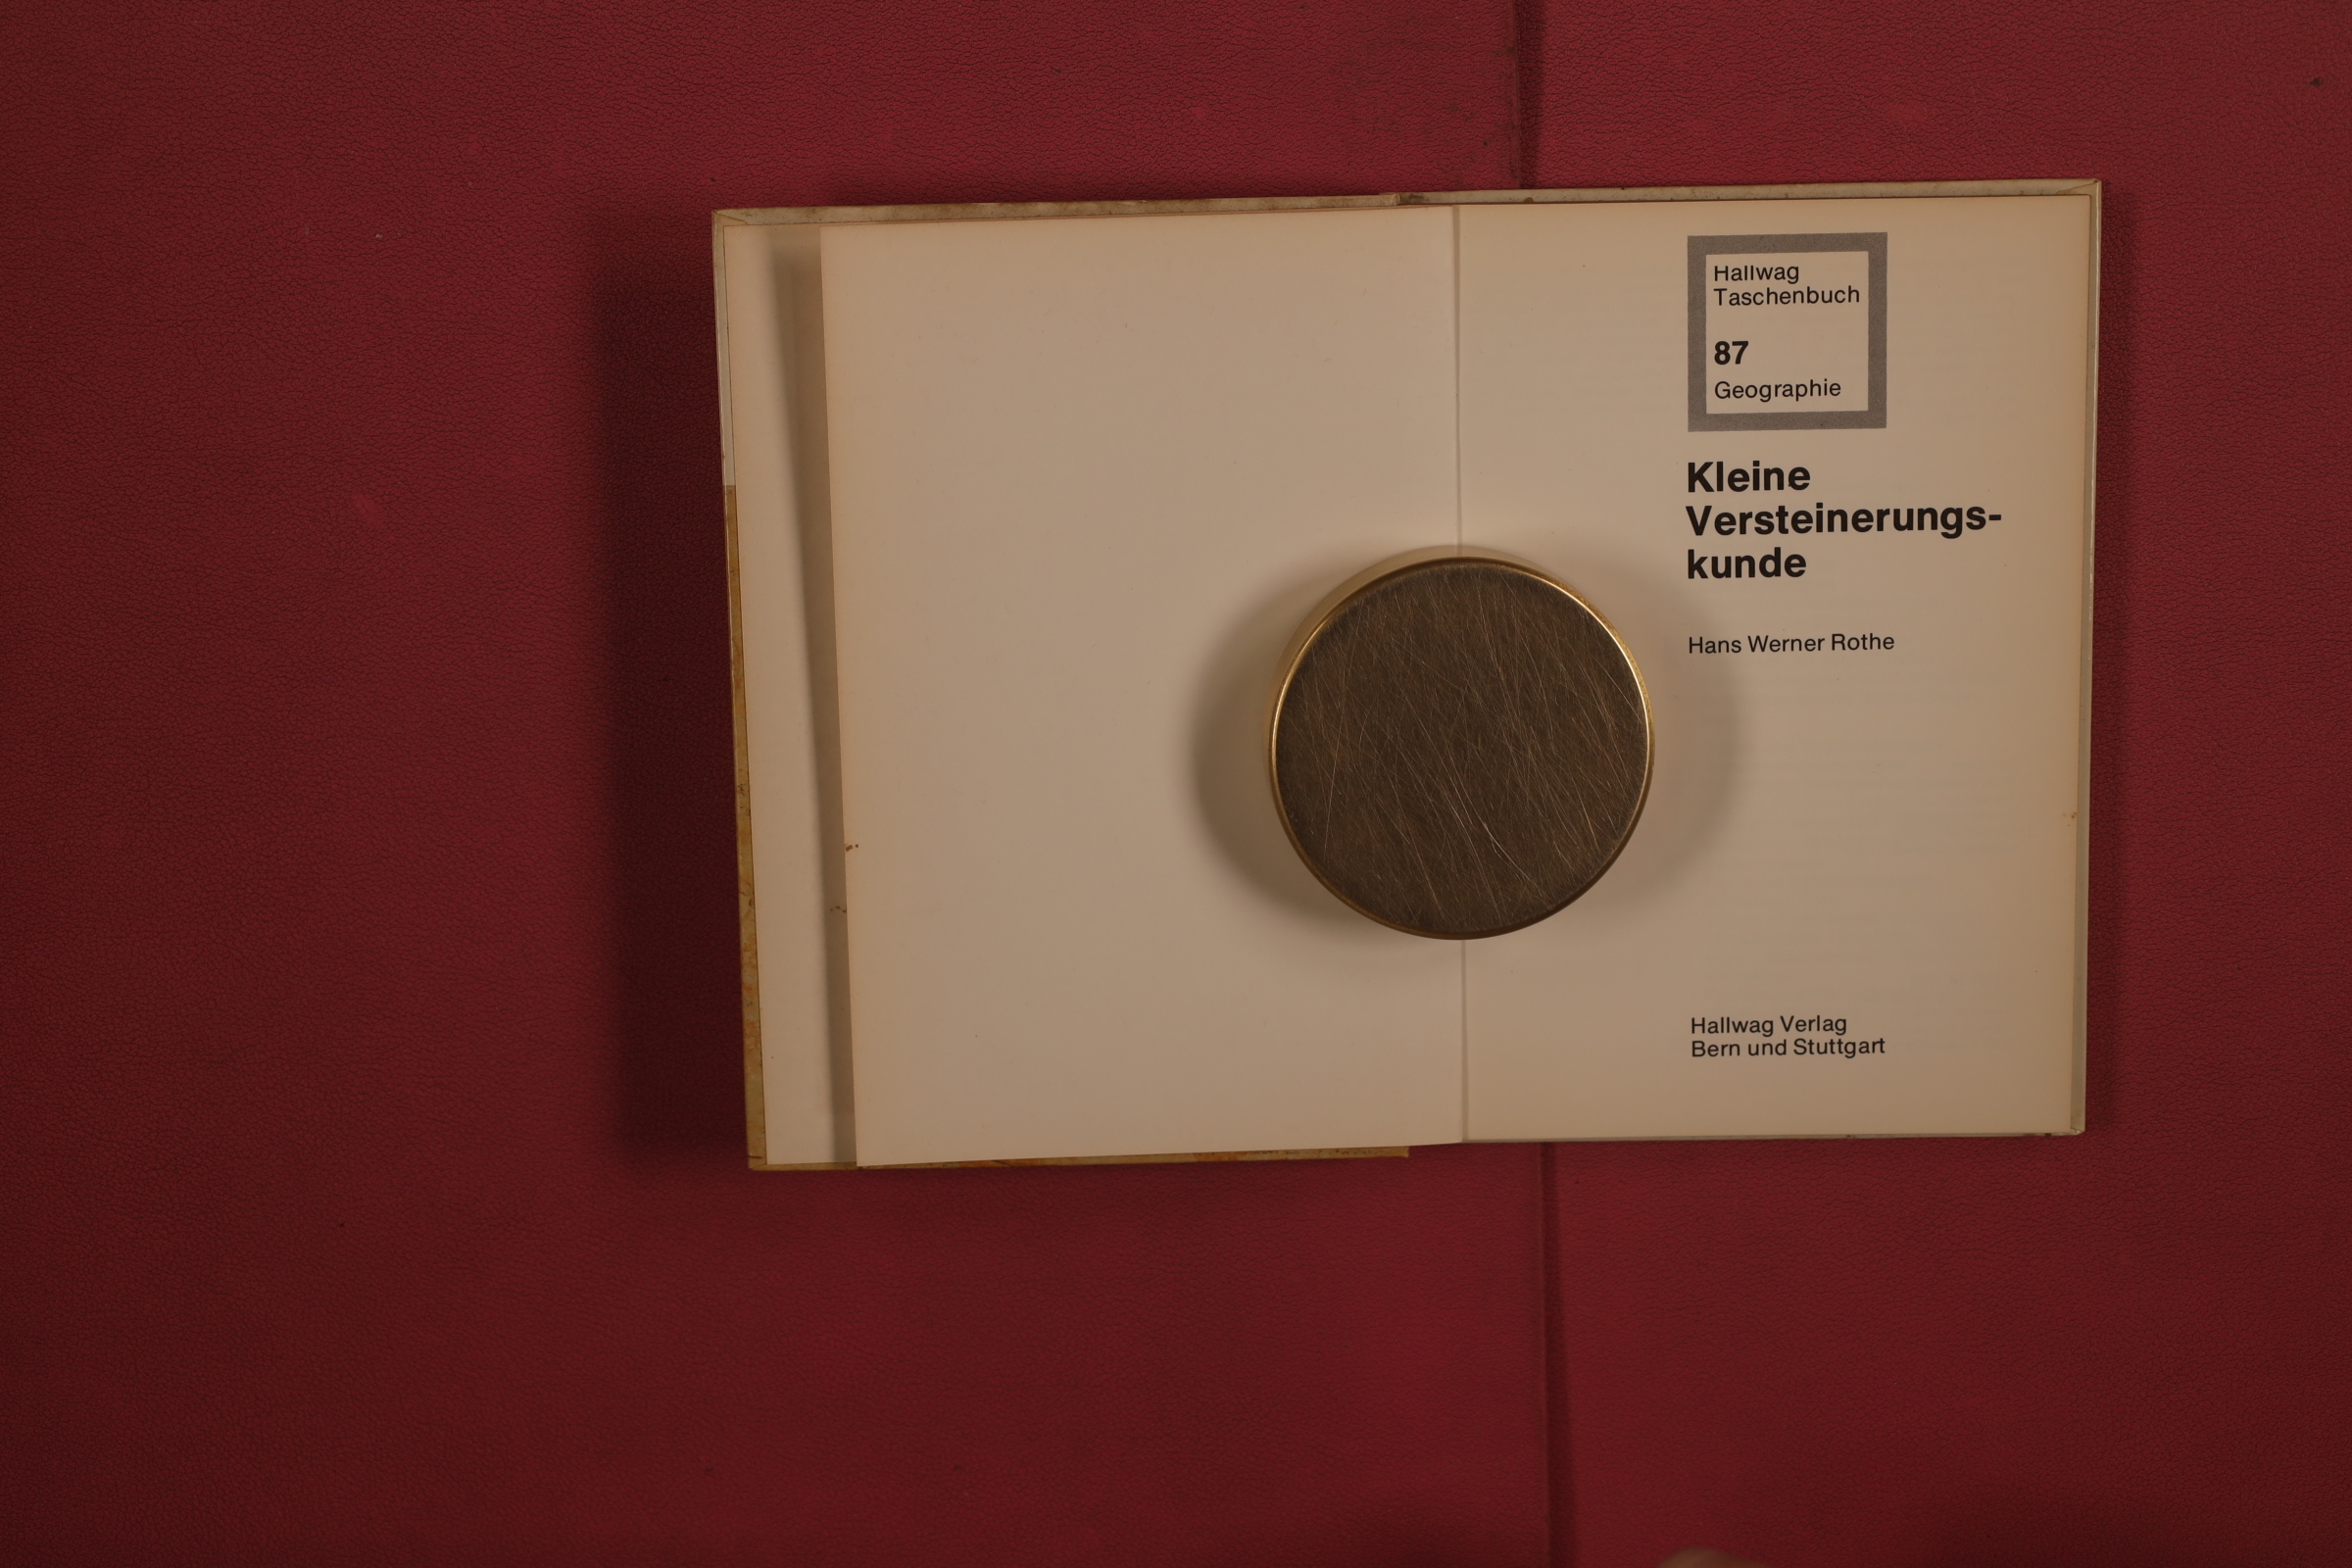 Hallwag
Taschenbuch
87
Geographie
Kleine
Versteinerungs-
kunde
Hans Werner Rothe
Hallwag Verlag
Bern und Stuttgart